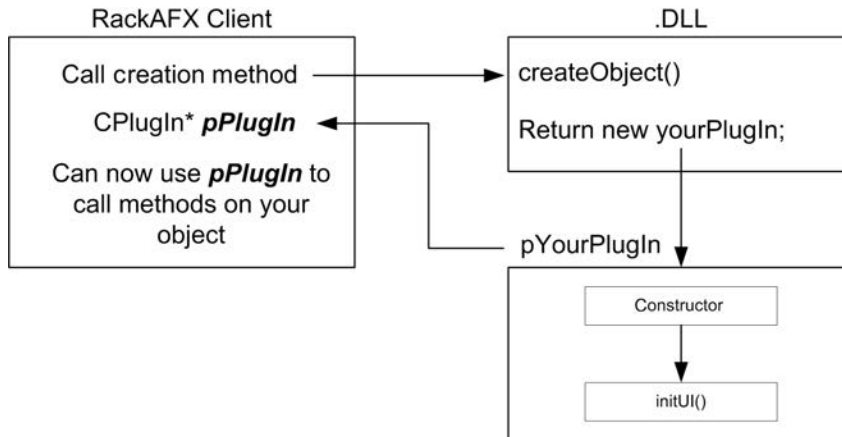 RackAFX Client
Call creation method
CPlugIn* pPlugIn
Can now use pPlugIn to
call methods on your
object
.DLL
createObject()
Return new yourPlugIn;
pYourPlugIn
Constructor
initUI()